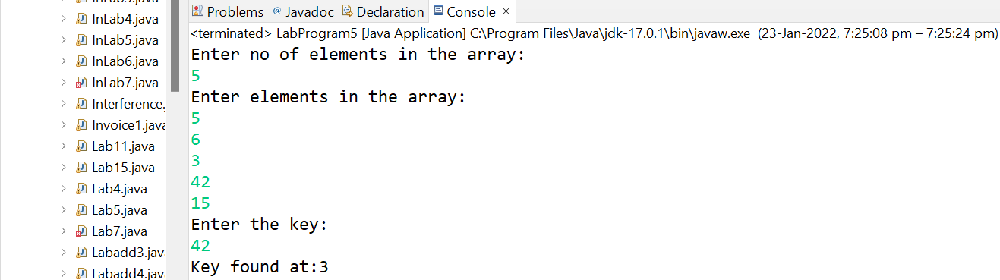 InLab3.java
InLab4.java
InLab5.java
InLab6.java
InLab7.java
Interference.
Invoice1.java
Lab11.java
Lab15.java
Lab4.java
Lab5.java
Lab7.java
Labadd3.java
Labadd4.java
Problems @ Javadoc Declaration Console
<terminated> LabProgram5 [Java Application] C:\Program Files\Java\jdk-17.0.1\bin\javaw.exe (23-Jan-2022, 7:25:08 pm – 7:25:24 pm)
Enter no of elements in the array:
5
Enter elements in the array:
5
6
3
42
15
Enter the key:
42
Key found at:3